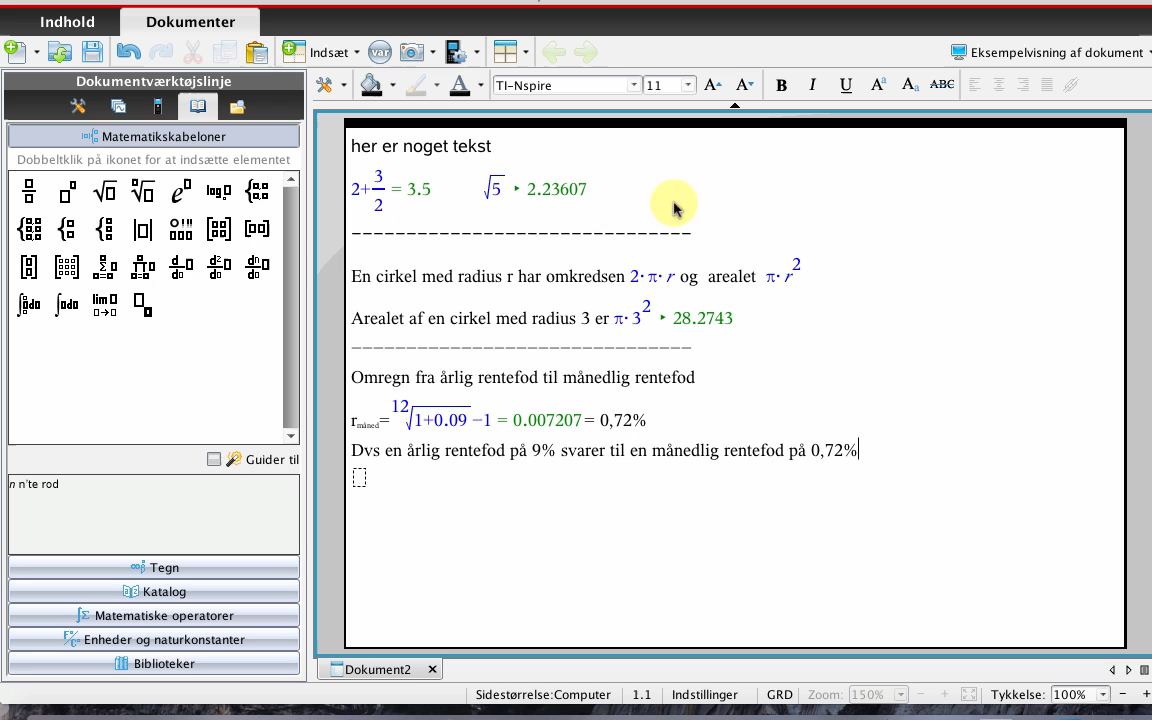 Indhold Dokumenter
Indsæt var Eksempelvisning af dokument
Dokumentværktøjslinje
TI-Nspire 11 A A B I U Aa Aa ABC
Matematikskabeloner
Dobbeltklik på ikonet for at indsætte elementet
her er noget tekst
2+3/2 = 3.5 √5 ▸ 2.23607
------------------------------
En cirkel med radius r har omkredsen 2·π·r og arealet π·r²
Arealet af en cirkel med radius 3 er π·3² ▸ 28.2743
------------------------------
Omregn fra årlig rentefod til månedlig rentefod
r måned= ¹²√1+0.09 −1 = 0.007207 = 0,72%
Dvs en årlig rentefod på 9% svarer til en månedlig rentefod på 0,72%
Guider til
n n'te rod
Tegn
Katalog
Matematiske operatorer
Enheder og naturkonstanter
Biblioteker
Dokument2
Sidestørrelse:Computer 1.1 Indstillinger GRD Zoom: 150% Tykkelse: 100%